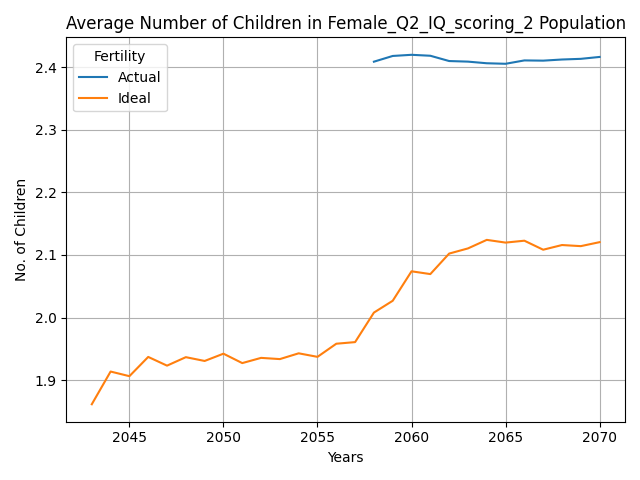 Average Number of Children in Female_Q2_IQ_scoring_2 Population
Fertility
Actual
Ideal
No. of Children
2.4
2.3
2.2
2.1
2.0
1.9
2045
2050
2055
2060
2065
2070
Years